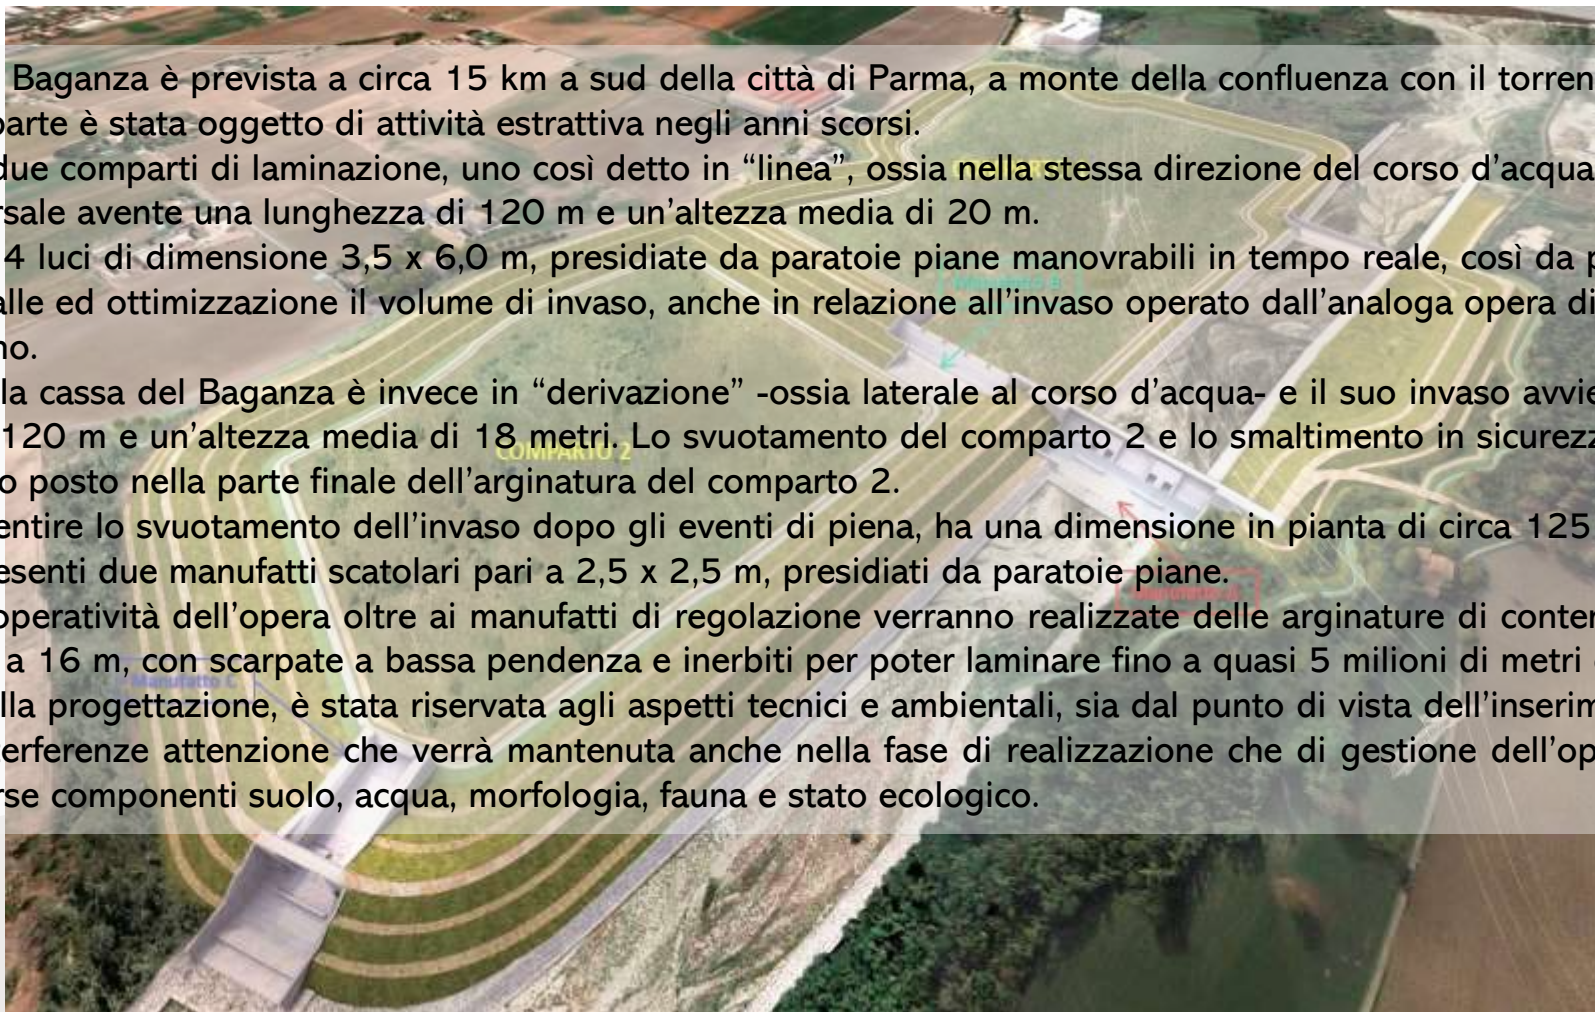 Baganza è prevista a circa 15 km a sud della città di Parma, a monte della confluenza con il torren
parte è stata oggetto di attività estrattiva negli anni scorsi.
due comparti di laminazione, uno così detto in “linea”, ossia nella stessa direzione del corso d’acqua
rsale avente una lunghezza di 120 m e un’altezza media di 20 m.
4 luci di dimensione 3,5 x 6,0 m, presidiate da paratoie piane manovrabili in tempo reale, così da p
alle ed ottimizzazione il volume di invaso, anche in relazione all’invaso operato dall’analoga opera di
no.
la cassa del Baganza è invece in “derivazione” -ossia laterale al corso d’acqua- e il suo invaso avvie
120 m e un’altezza media di 18 metri. Lo svuotamento del comparto 2 e lo smaltimento in sicurezz
o posto nella parte finale dell’arginatura del comparto 2.
entire lo svuotamento dell’invaso dopo gli eventi di piena, ha una dimensione in pianta di circa 125
esenti due manufatti scatolari pari a 2,5 x 2,5 m, presidiati da paratoie piane.
operatività dell’opera oltre ai manufatti di regolazione verranno realizzate delle arginature di conten
a 16 m, con scarpate a bassa pendenza e inerbiti per poter laminare fino a quasi 5 milioni di metri
lla progettazione, è stata riservata agli aspetti tecnici e ambientali, sia dal punto di vista dell’inserim
erferenze attenzione che verrà mantenuta anche nella fase di realizzazione che di gestione dell’op
rse componenti suolo, acqua, morfologia, fauna e stato ecologico.
COMPARTO 2
Manufatto B
Manufatto C